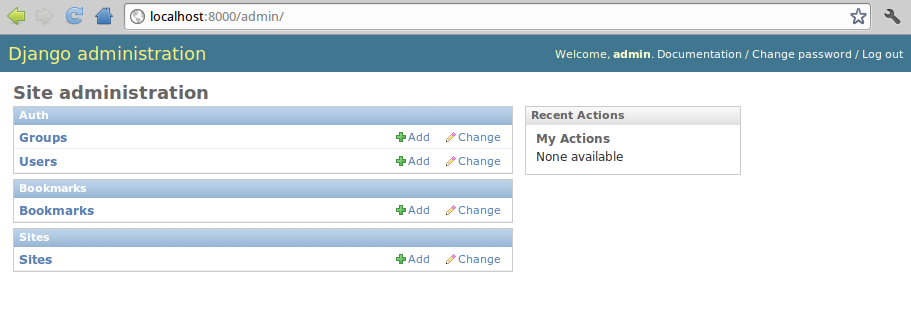 localhost:8000/admin/
Django administration
Welcome, admin. Documentation / Change password / Log out
Site administration
Auth
Groups Add Change
Users Add Change
Bookmarks
Bookmarks Add Change
Sites
Sites Add Change
Recent Actions
My Actions
None available